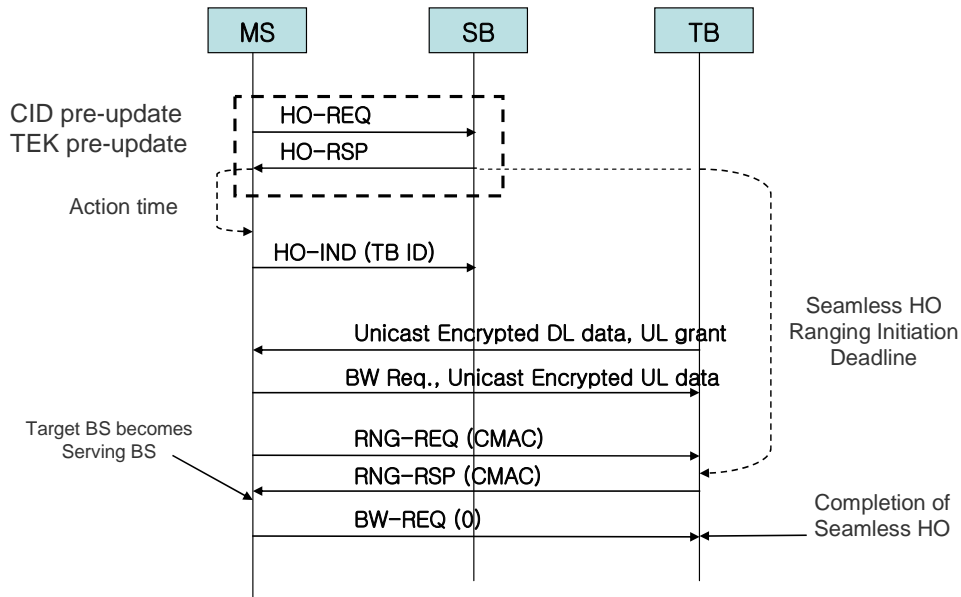 MS
SB
TB
CID pre-update
TEK pre-update
HO-REQ
HO-RSP
Action time
HO-IND (TB ID)
Seamless HO
Ranging Initiation
Deadline
Unicast Encrypted DL data, UL grant
BW Req., Unicast Encrypted UL data
Target BS becomes
Serving BS
RNG-REQ (CMAC)
RNG-RSP (CMAC)
BW-REQ (0)
Completion of
Seamless HO